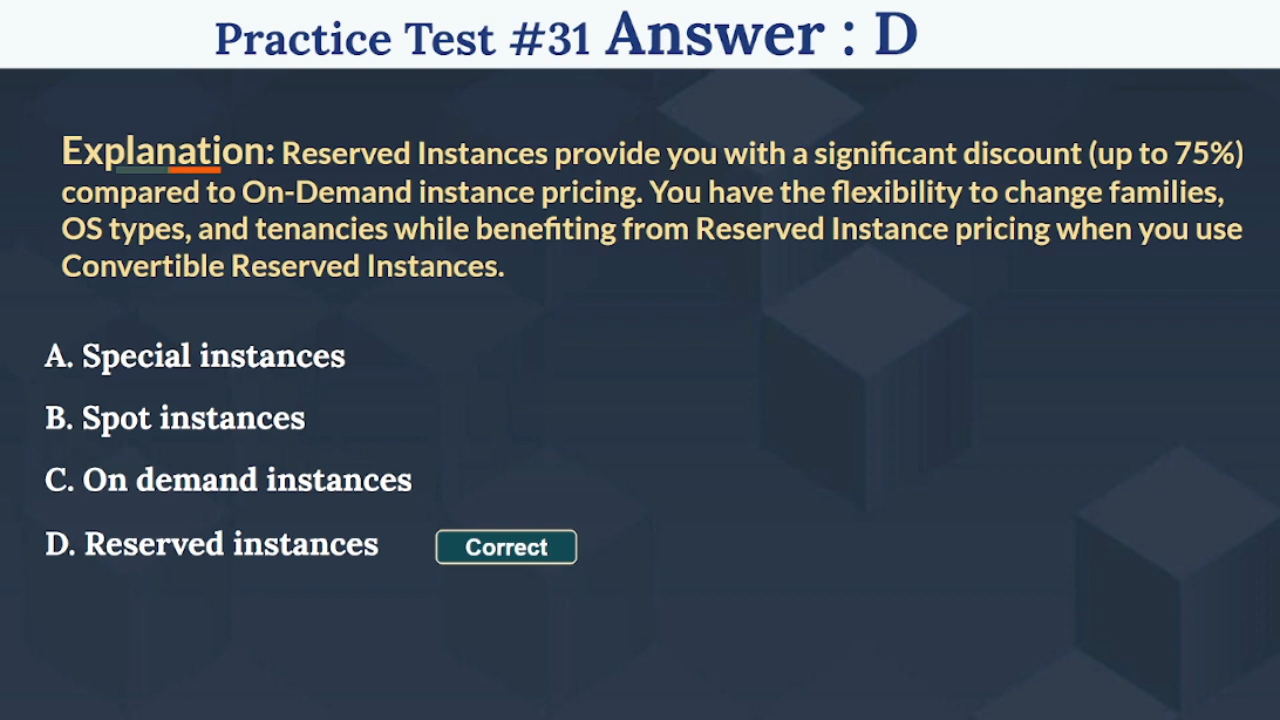 Practice Test #31 Answer : D
Explanation: Reserved Instances provide you with a significant discount (up to 75%)
compared to On-Demand instance pricing. You have the flexibility to change families,
OS types, and tenancies while benefiting from Reserved Instance pricing when you use
Convertible Reserved Instances.
A. Special instances
B. Spot instances
C. On demand instances
D. Reserved instances Correct